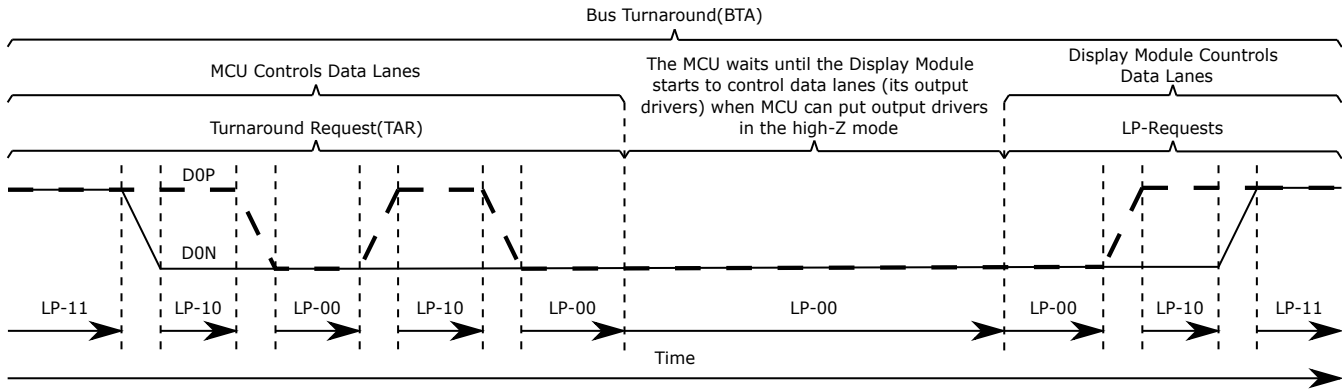 Bus Turnaround(BTA)
MCU Controls Data Lanes
The MCU waits until the Display Module
starts to control data lanes (its output
drivers) when MCU can put output drivers
in the high-Z mode
Display Module Countrols
Data Lanes
Turnaround Request(TAR)
LP-Requests
D0P
D0N
LP-11
LP-10
LP-00
LP-10
LP-00
LP-00
LP-00
LP-10
LP-11
Time